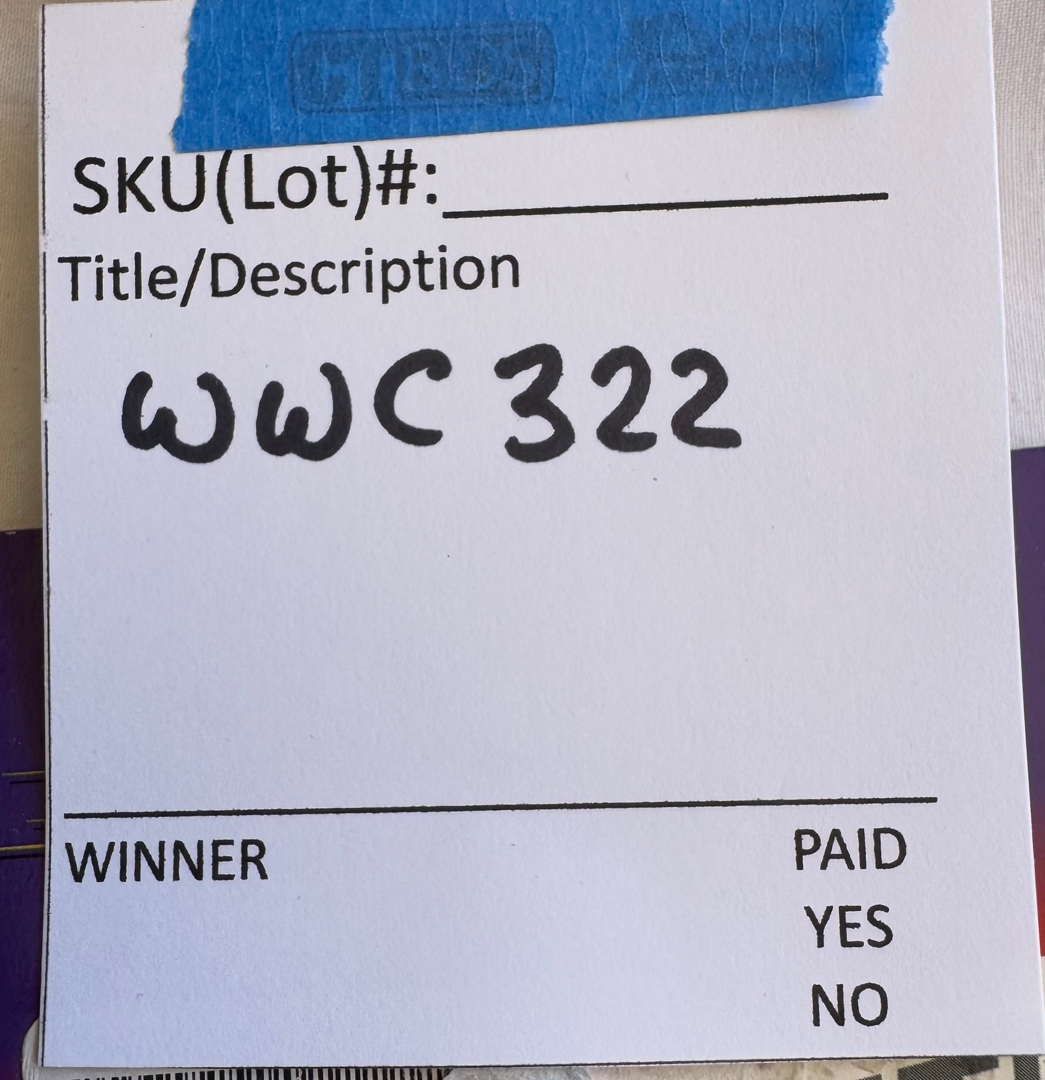 SKU(Lot)#:
Title/Description
WWC 322
WINNER
PAID
YES
NO